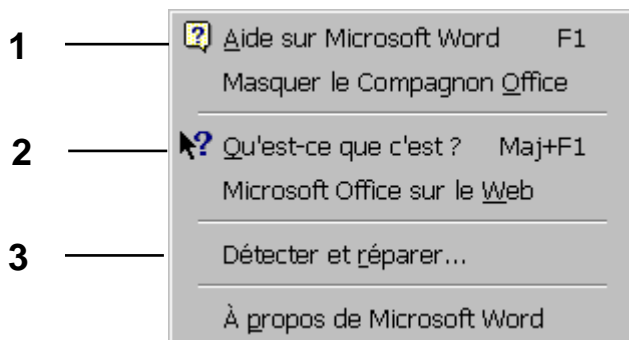 1 Aide sur Microsoft Word F1
Masquer le Compagnon Office
2 Qu'est-ce que c'est ? Maj+F1
Microsoft Office sur le Web
3 Détecter et réparer...
À propos de Microsoft Word